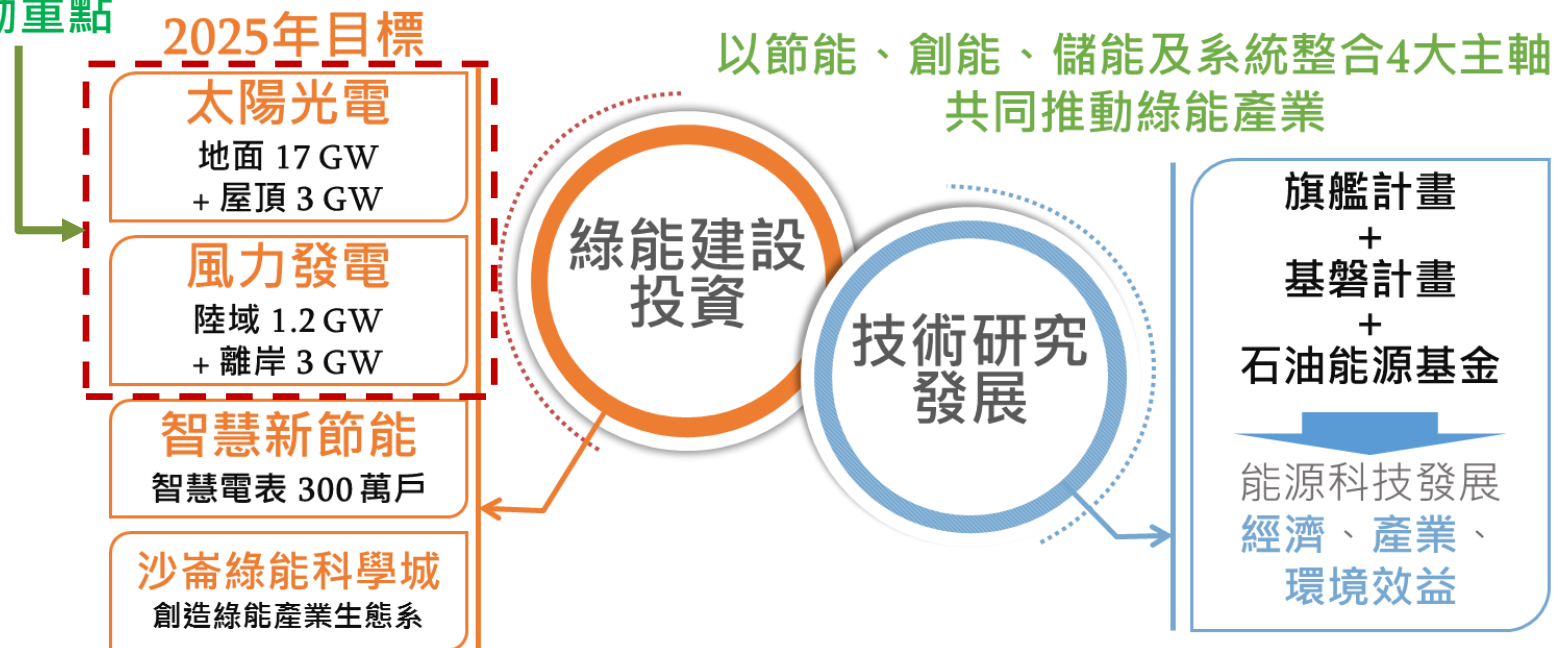 動重點
2025年目標
太陽光電
地面 17 GW
+ 屋頂 3 GW
風力發電
陸域 1.2 GW
+ 離岸 3 GW
智慧新節能
智慧電表 300 萬戶
沙崙綠能科學城
創造綠能產業生態系
以節能、創能、儲能及系統整合4大主軸
共同推動綠能產業
綠能建設
投資
技術研究
發展
旗艦計畫
+
基磐計畫
+
石油能源基金
能源科技發展
經濟、產業、
環境效益